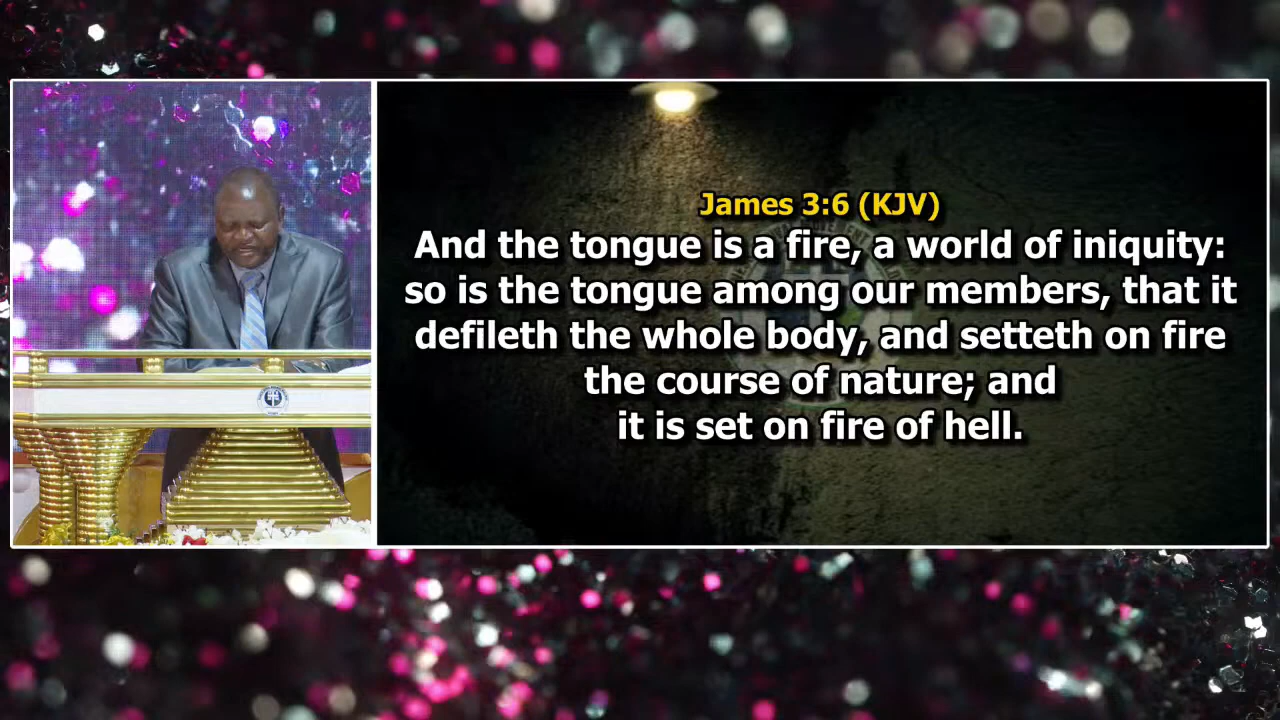 James 3:6 (KJV)
And the tongue is a fire, a world of iniquity:
so is the tongue among our members, that it
defileth the whole body, and setteth on fire
the course of nature; and
it is set on fire of hell.